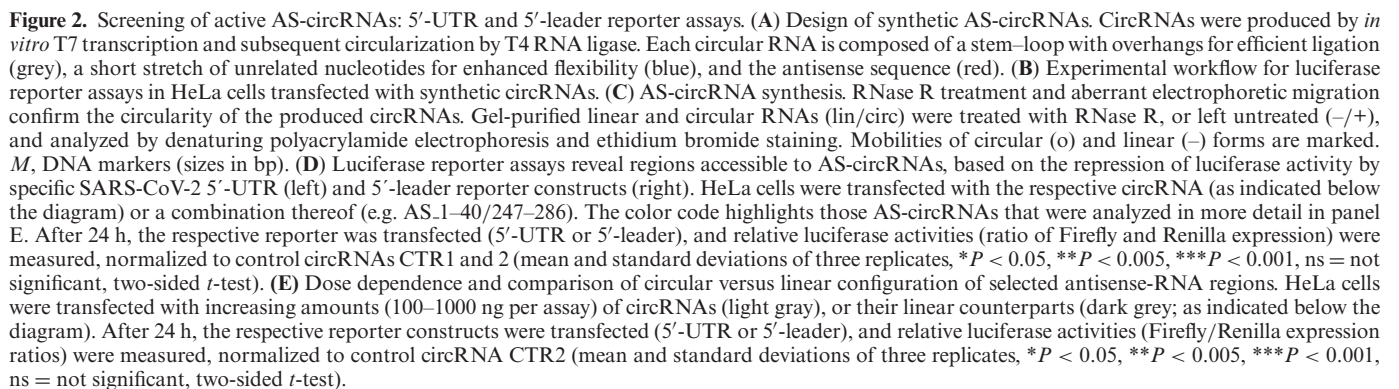 Figure 2. Screening of active AS-circRNAs: 5′-UTR and 5′-leader reporter assays. (A) Design of synthetic AS-circRNAs. CircRNAs were produced by in
vitro T7 transcription and subsequent circularization by T4 RNA ligase. Each circular RNA is composed of a stem–loop with overhangs for efficient ligation
(grey), a short stretch of unrelated nucleotides for enhanced flexibility (blue), and the antisense sequence (red). (B) Experimental workflow for luciferase
reporter assays in HeLa cells transfected with synthetic circRNAs. (C) AS-circRNA synthesis. RNase R treatment and aberrant electrophoretic migration
confirm the circularity of the produced circRNAs. Gel-purified linear and circular RNAs (lin/circ) were treated with RNase R, or left untreated (–/+),
and analyzed by denaturing polyacrylamide electrophoresis and ethidium bromide staining. Mobilities of circular (o) and linear (–) forms are marked.
M, DNA markers (sizes in bp). (D) Luciferase reporter assays reveal regions accessible to AS-circRNAs, based on the repression of luciferase activity by
specific SARS-CoV-2 5´-UTR (left) and 5´-leader reporter constructs (right). HeLa cells were transfected with the respective circRNA (as indicated below
the diagram) or a combination thereof (e.g. AS_1–40/247–286). The color code highlights those AS-circRNAs that were analyzed in more detail in panel
E. After 24 h, the respective reporter was transfected (5′-UTR or 5′-leader), and relative luciferase activities (ratio of Firefly and Renilla expression) were
measured, normalized to control circRNAs CTR1 and 2 (mean and standard deviations of three replicates, *P < 0.05, **P < 0.005, ***P < 0.001, ns = not
significant, two-sided t-test). (E) Dose dependence and comparison of circular versus linear configuration of selected antisense-RNA regions. HeLa cells
were transfected with increasing amounts (100–1000 ng per assay) of circRNAs (light gray), or their linear counterparts (dark grey; as indicated below the
diagram). After 24 h, the respective reporter constructs were transfected (5′-UTR or 5′-leader), and relative luciferase activities (Firefly/Renilla expression
ratios) were measured, normalized to control circRNA CTR2 (mean and standard deviations of three replicates, *P < 0.05, **P < 0.005, ***P < 0.001,
ns = not significant, two-sided t-test).